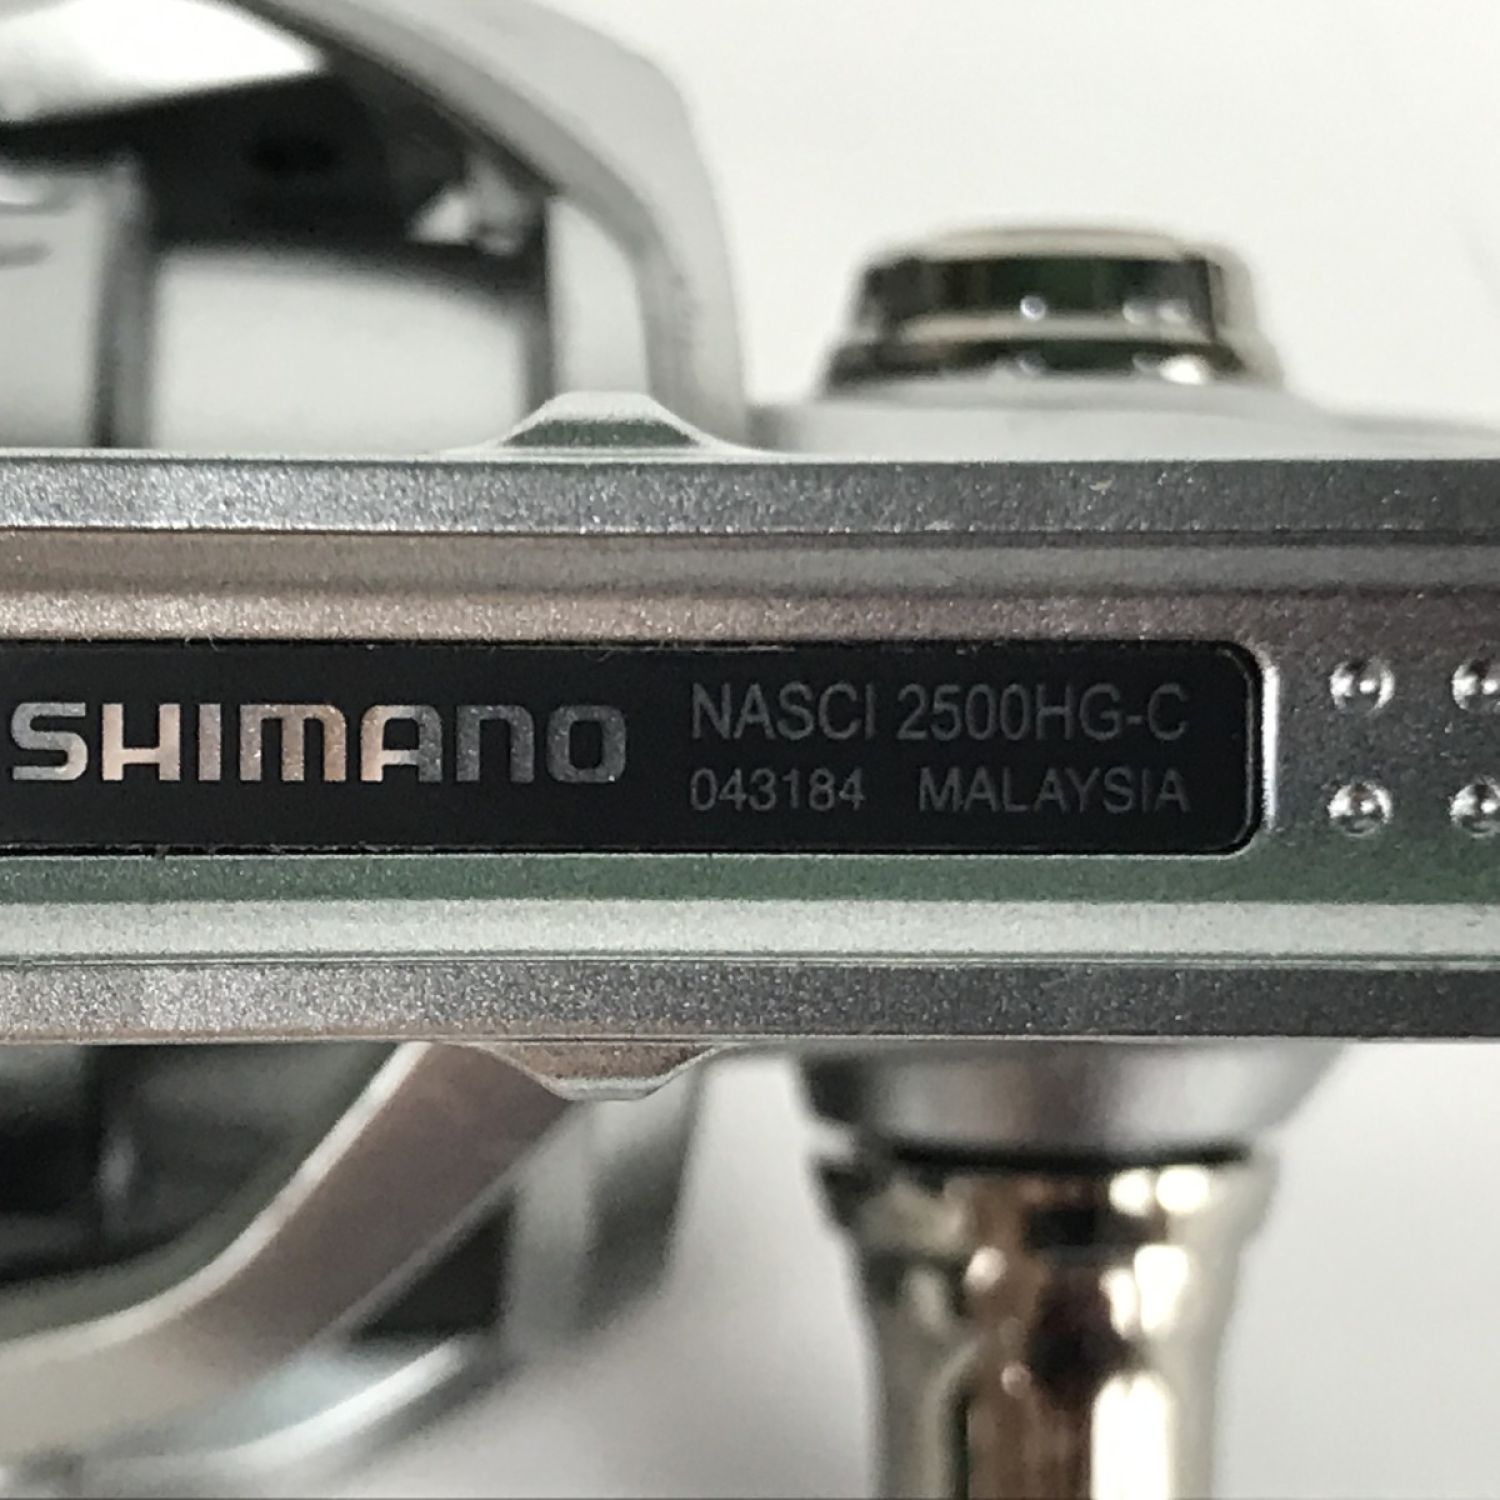 SHIMANO NASCI 2500HG-C
043184 MALAYSIA